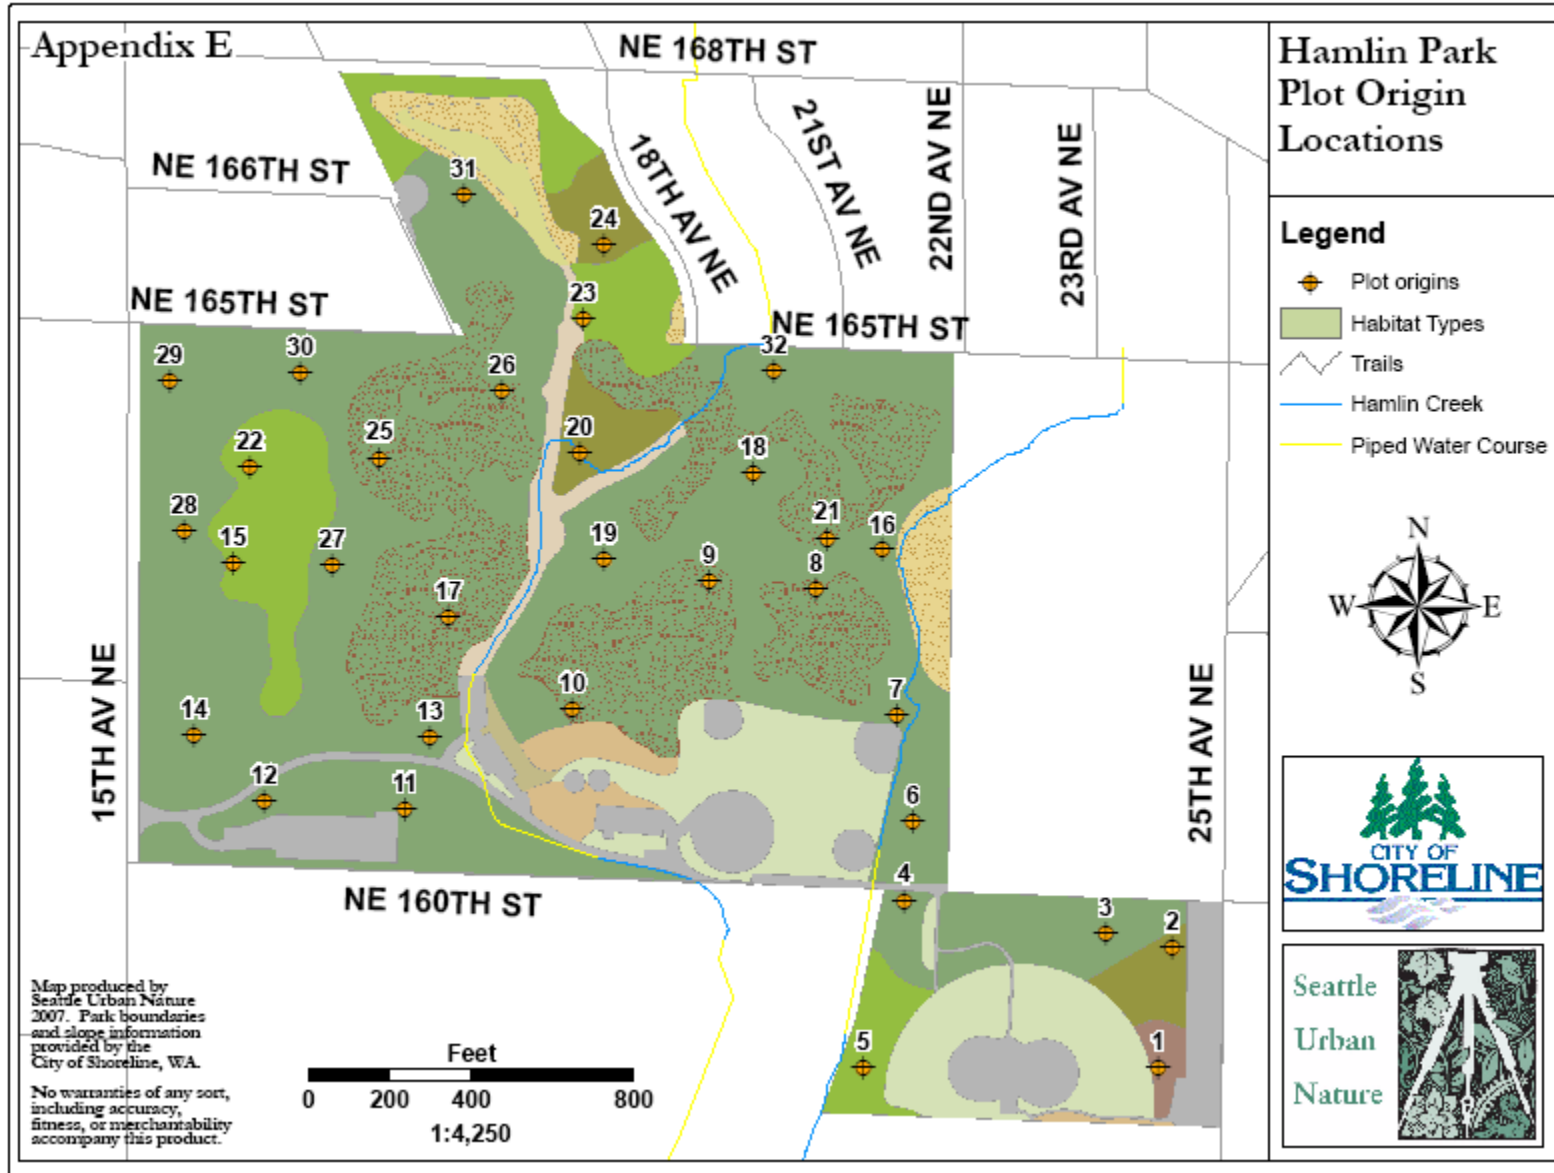 Appendix E
Hamlin Park
Plot Origin
Locations
Legend
Plot origins
Habitat Types
Trails
Hamlin Creek
Piped Water Course
N
W
E
S
CITY OF
SHORELINE
Seattle
Urban
Nature
NE 168TH ST
NE 166TH ST
18TH AV NE
21ST AV NE
22ND AV NE
23RD AV NE
NE 165TH ST
NE 165TH ST
15TH AV NE
25TH AV NE
NE 160TH ST
31
24
23
32
29
30
26
20
25
22
18
28
15
27
19
9
21
16
8
17
10
7
14
13
12
11
6
4
3
2
5
1
Map produced by
Seattle Urban Nature
2007. Park boundaries
and slope information
provided by the
City of Shoreline, WA.
No warranties of any sort,
including accuracy,
fitness, or merchantability
accompany this product.
Feet
0 200 400 800
1:4,250